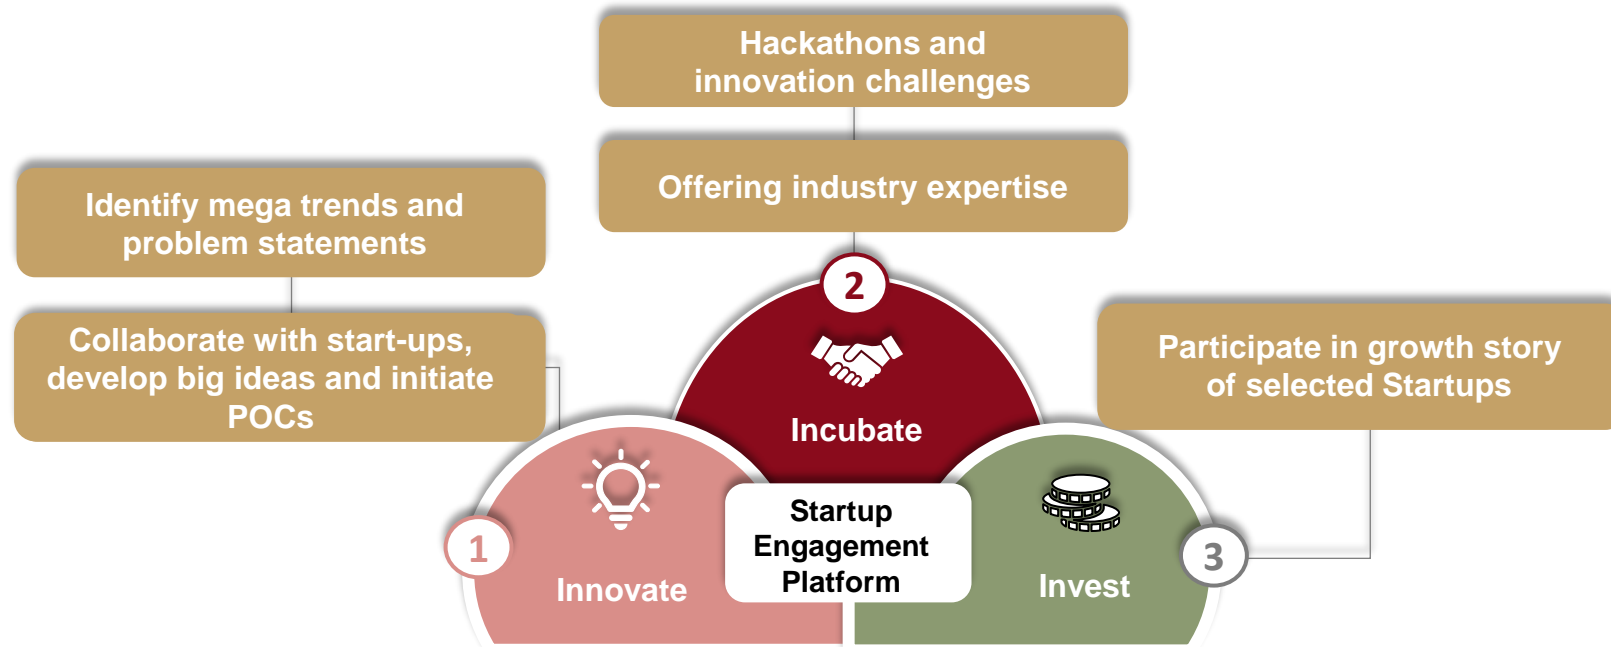 Hackathons and
innovation challenges
Offering industry expertise
Identify mega trends and
problem statements
Collaborate with start-ups,
develop big ideas and initiate
POCs
Participate in growth story
of selected Startups
2
Incubate
1
Innovate
Startup
Engagement
Platform
3
Invest